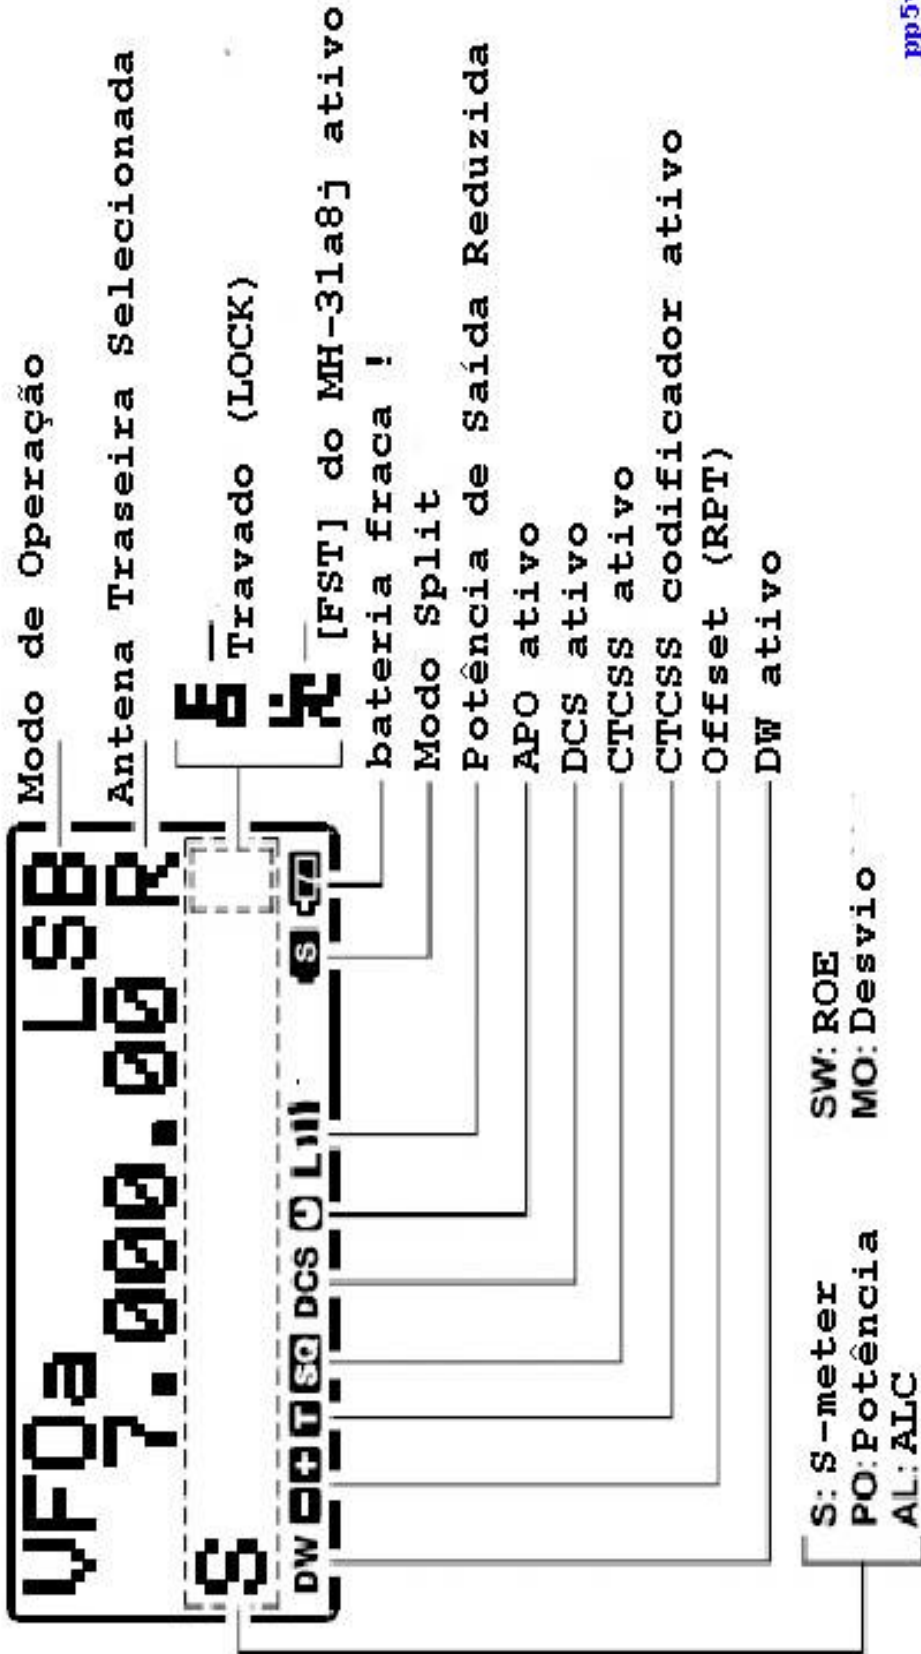 VFOa LSB
7.000.00 R
S
DW - + T SQ DCS L S
Modo de Operação
Antena Traseira Selecionada
Travado (LOCK)
[FST] do MH-31a8j ativo
bateria fraca !
Modo Split
Potência de Saída Reduzida
APO ativo
DCS ativo
CTCSS ativo
CTCSS codificador ativo
Offset (RPT)
DW ativo
S: S-meter
PO: Potência
AL: ALC
SW: ROE
MO: Desvio